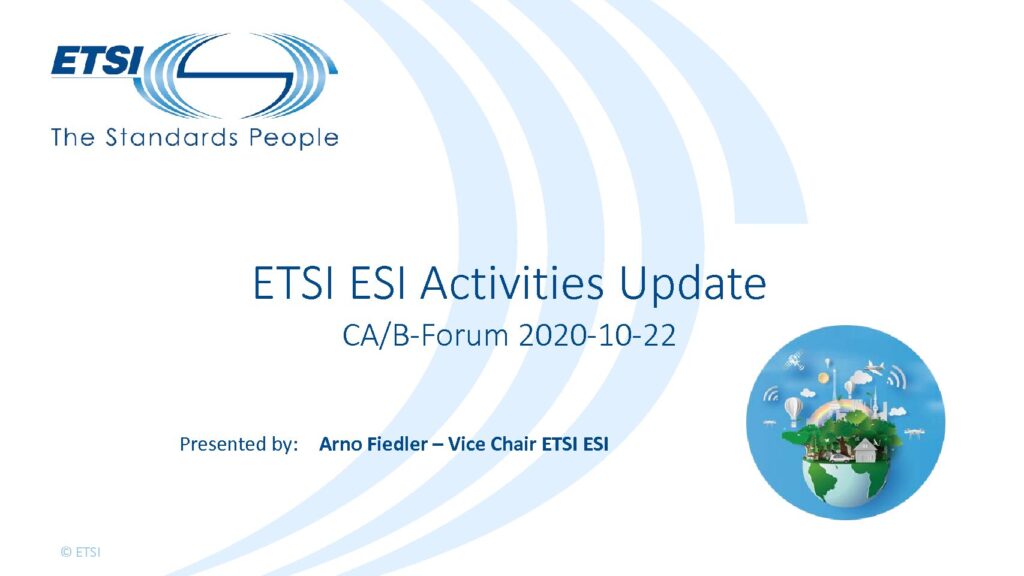 ETSI
The Standards People
ETSI ESI Activities Update
CA/B-Forum 2020-10-22
Presented by: Arno Fiedler – Vice Chair ETSI ESI
© ETSI